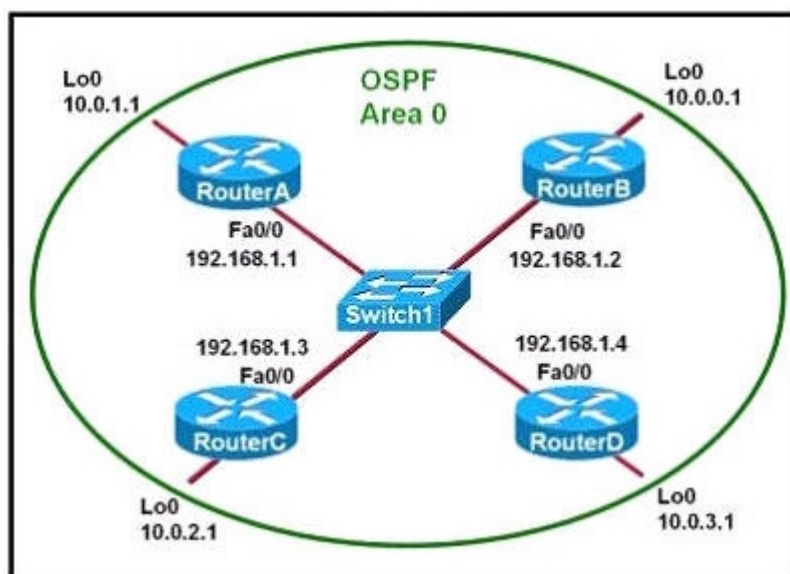 Lo0
10.0.1.1
OSPF
Area 0
Lo0
10.0.0.1
RouterA
RouterB
Fa0/0
192.168.1.1
Fa0/0
192.168.1.2
Switch1
192.168.1.3
Fa0/0
192.168.1.4
Fa0/0
RouterC
RouterD
Lo0
10.0.2.1
Lo0
10.0.3.1